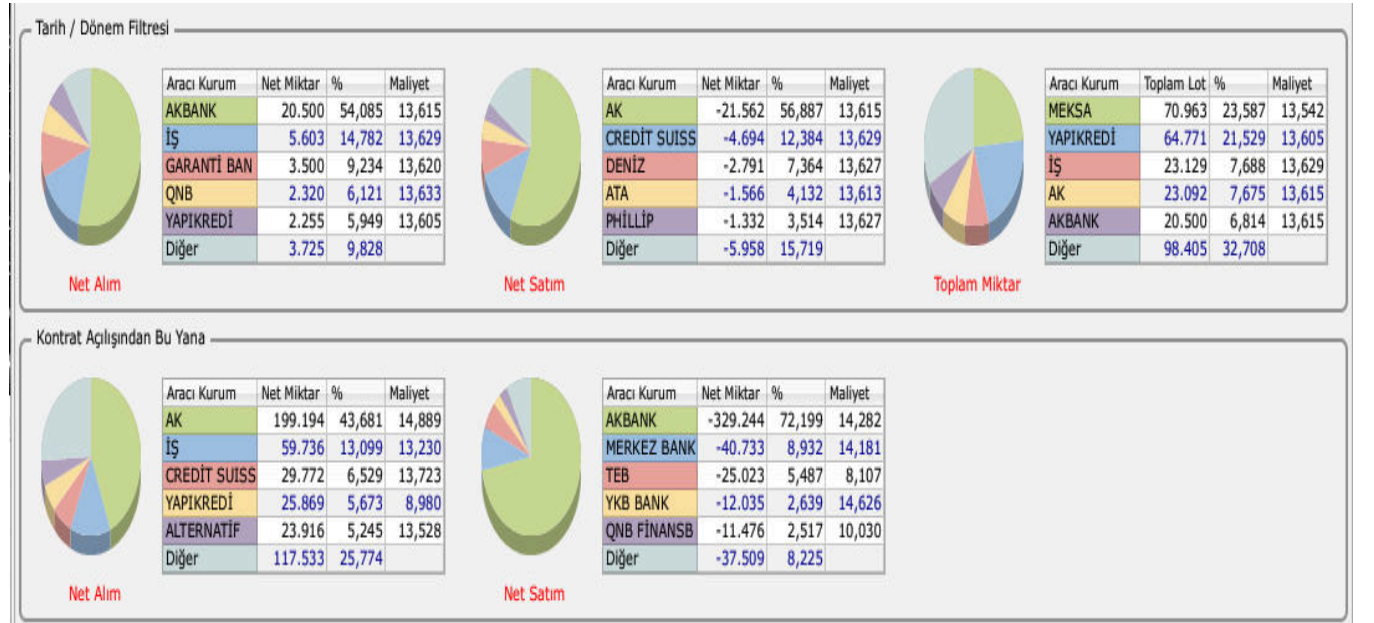 Tarih / Dönem Filtresi
Aracı Kurum Net Miktar % Maliyet
AKBANK 20.500 54,085 13,615
İŞ 5.603 14,782 13,629
GARANTİ BAN 3.500 9,234 13,620
QNB 2.320 6,121 13,633
YAPIKREDİ 2.255 5,949 13,605
Diğer 3.725 9,828
Net Alım
Aracı Kurum Net Miktar % Maliyet
AK -21.562 56,887 13,615
CREDİT SUISS -4.694 12,384 13,629
DENİZ -2.791 7,364 13,627
ATA -1.566 4,132 13,613
PHİLLİP -1.332 3,514 13,627
Diğer -5.958 15,719
Net Satım
Aracı Kurum Toplam Lot % Maliyet
MEKSA 70.963 23,587 13,542
YAPIKREDİ 64.771 21,529 13,605
İŞ 23.129 7,688 13,629
AK 23.092 7,675 13,615
AKBANK 20.500 6,814 13,615
Diğer 98.405 32,708
Toplam Miktar
Kontrat Açılışından Bu Yana
Aracı Kurum Net Miktar % Maliyet
AK 199.194 43,681 14,889
İŞ 59.736 13,099 13,230
CREDİT SUISS 29.772 6,529 13,723
YAPIKREDİ 25.869 5,673 8,980
ALTERNATİF 23.916 5,245 13,528
Diğer 117.533 25,774
Net Alım
Aracı Kurum Net Miktar % Maliyet
AKBANK -329.244 72,199 14,282
MERKEZ BANK -40.733 8,932 14,181
TEB -25.023 5,487 8,107
YKB BANK -12.035 2,639 14,626
QNB FİNANSB -11.476 2,517 10,030
Diğer -37.509 8,225
Net Satım